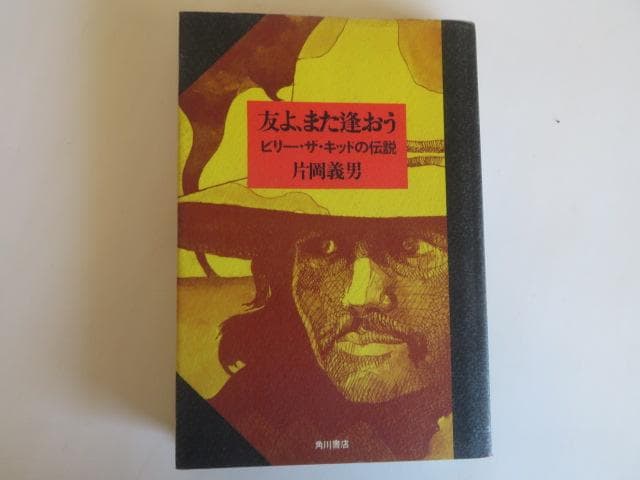 友よ、また逢おう
ビリー・ザ・キッドの伝説
片岡義男
角川書店